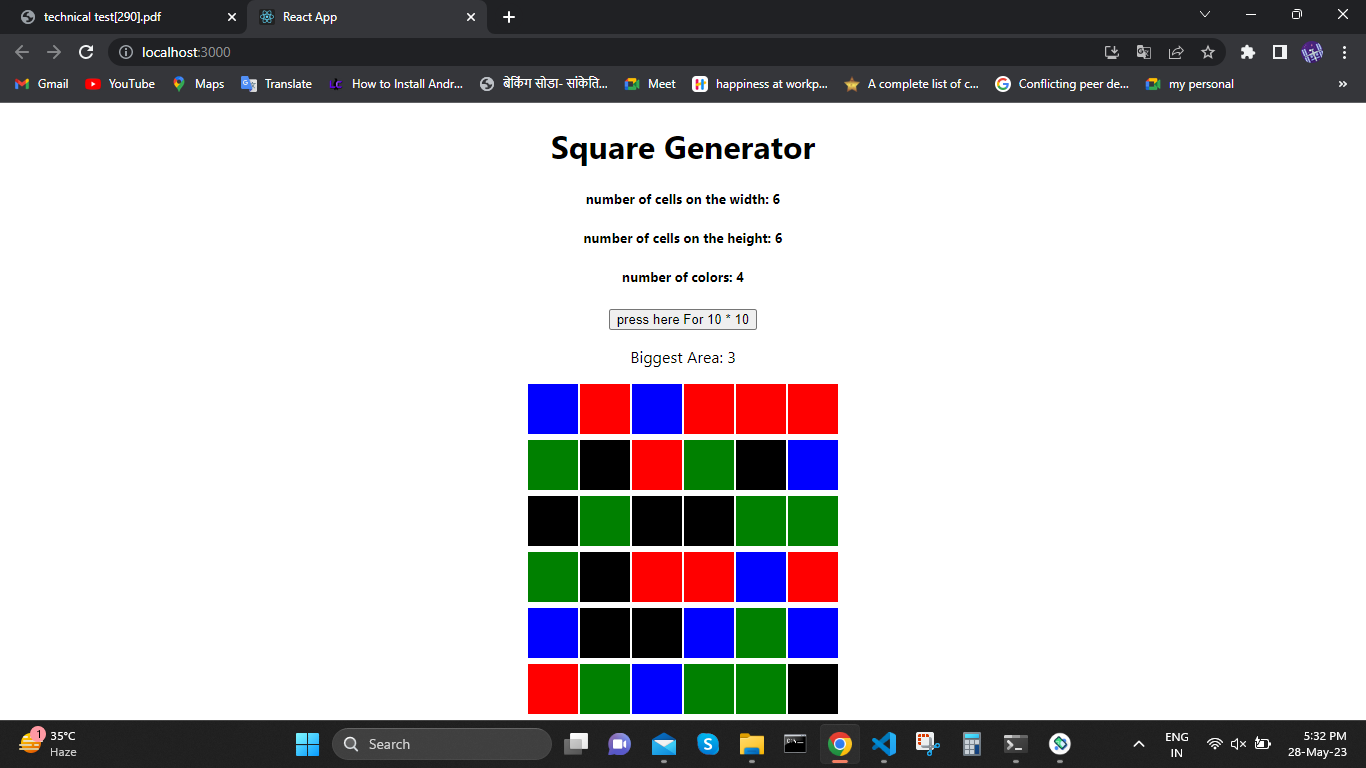 technical test[290].pdf
React App
localhost:3000
Gmail
YouTube
Maps
Translate
How to Install Andr...
बेकिंग सोडा- सांकेति...
Meet
happiness at workp...
A complete list of c...
Conflicting peer de...
my personal
»
Square Generator
number of cells on the width: 6
number of cells on the height: 6
number of colors: 4
press here For 10 * 10
Biggest Area: 3
1
35°C
Haze
Search
ENG
IN
5:32 PM
28-May-23